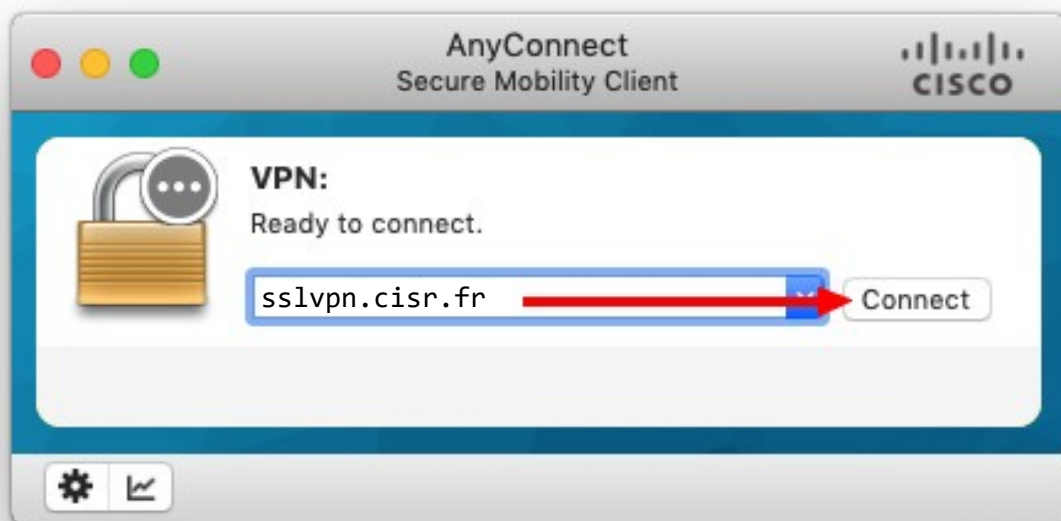 AnyConnect
Secure Mobility Client
CISCO
VPN:
Ready to connect.
sslvpn.cisr.fr
Connect